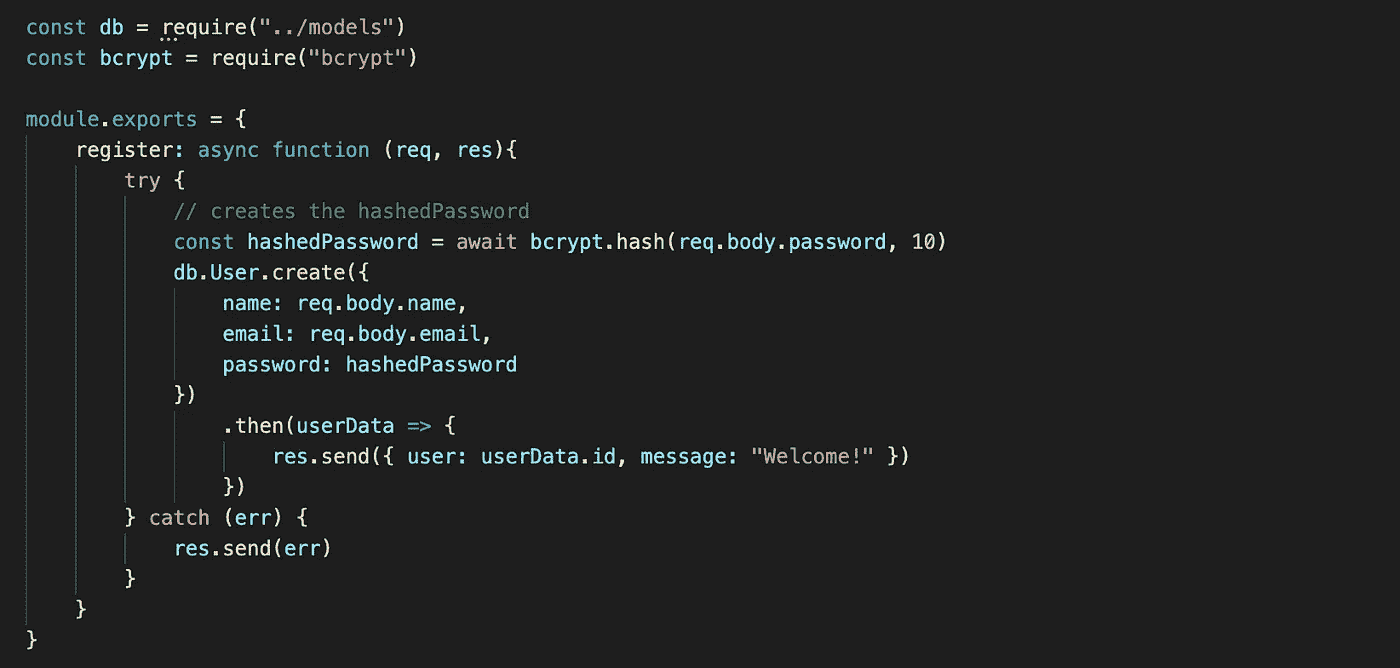 const db = require("../models")
const bcrypt = require("bcrypt")

module.exports = {
    register: async function (req, res){
        try {
            // creates the hashedPassword
            const hashedPassword = await bcrypt.hash(req.body.password, 10)
            db.User.create({
                name: req.body.name,
                email: req.body.email,
                password: hashedPassword
            })
                .then(userData => {
                    res.send({ user: userData.id, message: "Welcome!" })
                })
        } catch (err) {
            res.send(err)
        }
    }
}